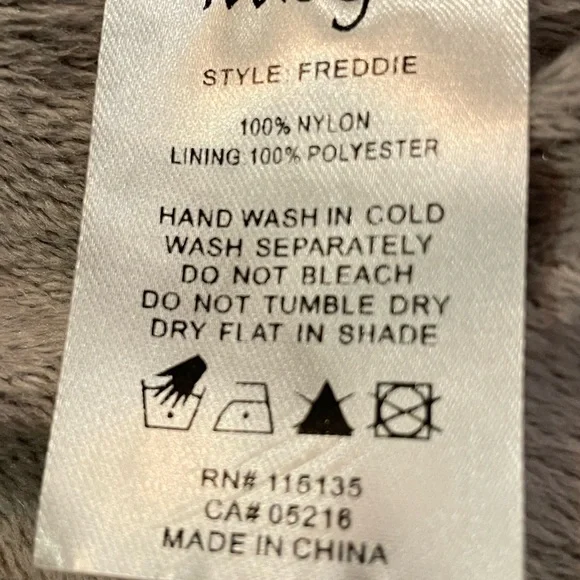 STYLE: FREDDIE
100% NYLON
LINING 100% POLYESTER
HAND WASH IN COLD
WASH SEPARATELY
DO NOT BLEACH
DO NOT TUMBLE DRY
DRY FLAT IN SHADE
RN# 115135
CA# 05216
MADE IN CHINA